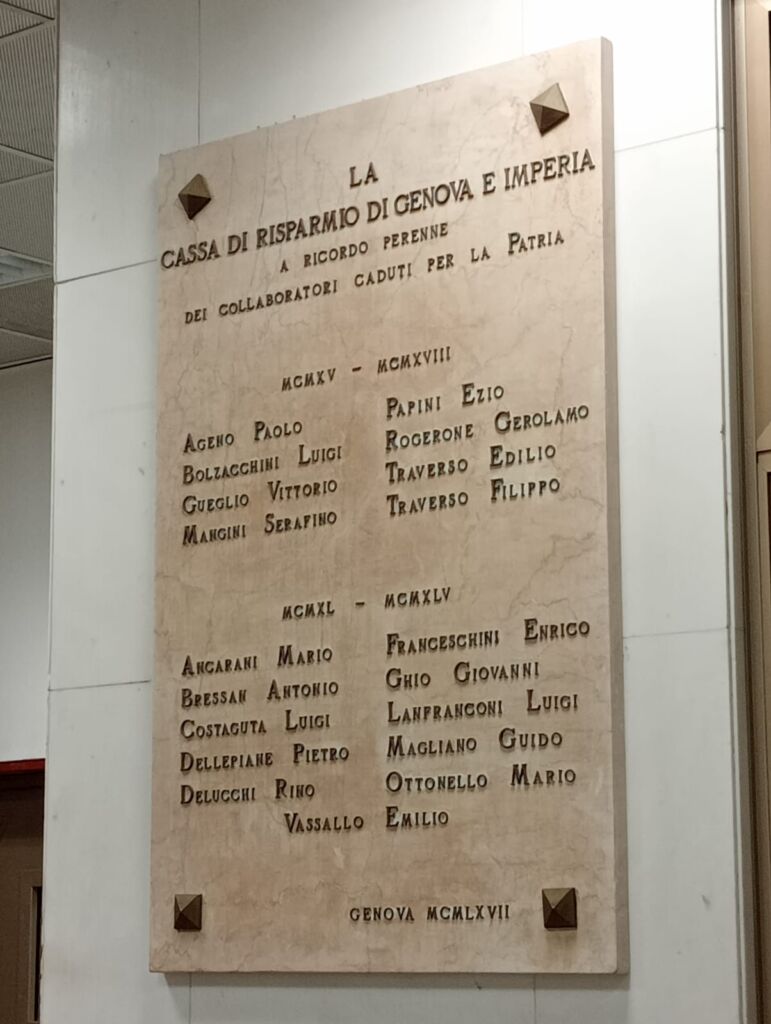 LA
CASSA DI RISPARMIO DI GENOVA E IMPERIA
A RICORDO PERENNE
DEI COLLABORATORI CADUTI PER LA PATRIA
MCMXV - MCMXVIII
AGENO PAOLO
BOLZACCHINI LUIGI
GUEGLIO VITTORIO
MANGINI SERAFINO
PAPINI EZIO
ROGERONE GEROLAMO
TRAVERSO EDILIO
TRAVERSO FILIPPO
MCMXL - MCMXLV
ANCARANI MARIO
BRESSAN ANTONIO
COSTAGUTA LUIGI
DELLEPIANE PIETRO
DELUCCHI RINO
FRANCESCHINI ENRICO
GHIO GIOVANNI
LANFRANCONI LUIGI
MAGLIANO GUIDO
OTTONELLO MARIO
VASSALLO EMILIO
GENOVA MCMLXVII